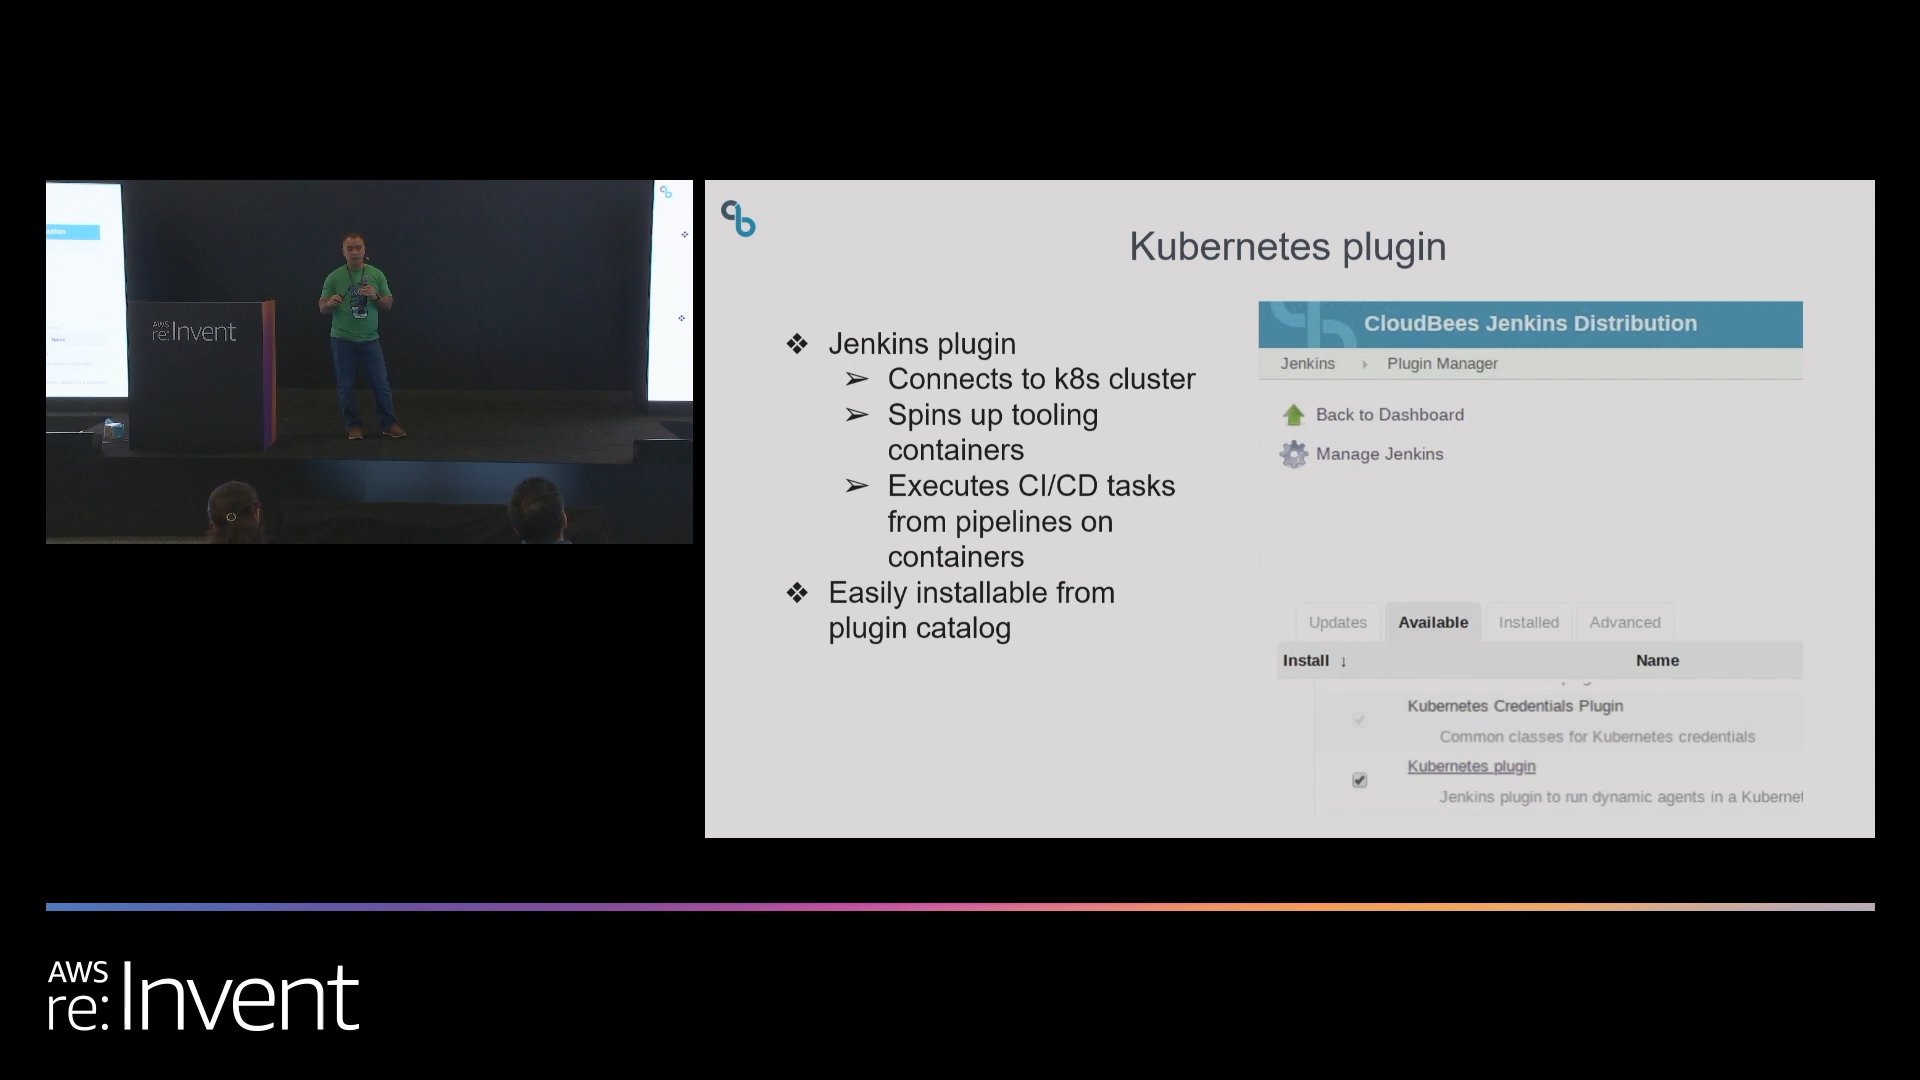 AWS
re:Invent
Kubernetes plugin
❖ Jenkins plugin
➢ Connects to k8s cluster
➢ Spins up tooling
containers
➢ Executes CI/CD tasks
from pipelines on
containers
❖ Easily installable from
plugin catalog
CloudBees Jenkins Distribution
Jenkins › Plugin Manager
Back to Dashboard
Manage Jenkins
Updates Available Installed Advanced
Install ↓ Name
Kubernetes Credentials Plugin
Common classes for Kubernetes credentials
Kubernetes plugin
Jenkins plugin to run dynamic agents in a Kubernet
AWS
re:Invent